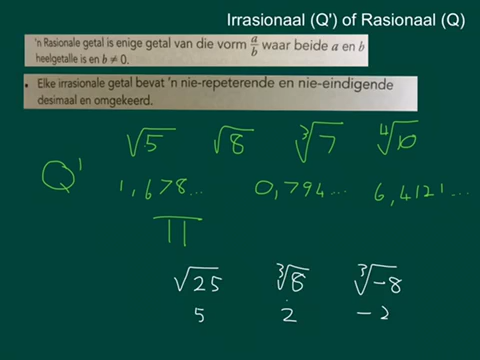 Irrasionaal (Q') of Rasionaal (Q)
'n Rasionale getal is enige getal van die vorm a/b waar beide a en b
heelgetalle is en b ≠ 0.
• Elke irrasionale getal bevat 'n nie-repeterende en nie-eindigende
desimaal en omgekeerd.
√5 √8 ∛7 ∜10
Q'
1,678... 0,794... 6,4121...
π
√25 ∛8 ∛-8
5 2 -2